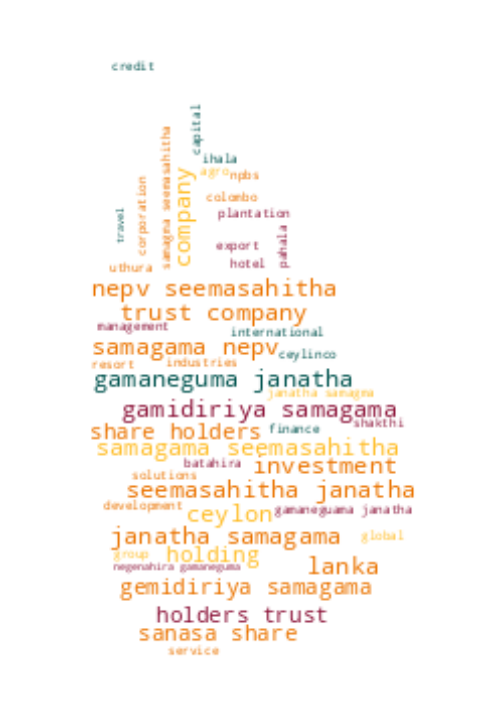 credit
capital
samagma seemasahitha
ihala
company
agro
npbs
corporation
colombo
travel
plantation
pahala
export
hotel
uthura
nepv seemasahitha
trust company
management
international
samagama nepv
ceylinco
resort
industries
gamaneguma janatha
janatha samagma
gamidiriya samagama
shakthi
share holders
finance
samagama seemasahitha
batahira
investment
solutions
seemasahitha janatha
development
ceylon
gamaneguama janatha
janatha samagama
global
group
holding
negenahira gamaneguma
lanka
gemidiriya samagama
holders trust
sanasa share
service